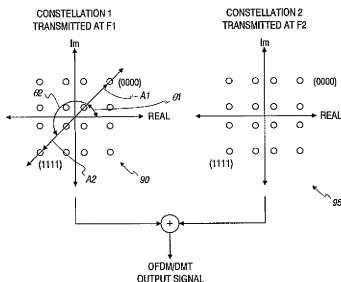 CONSTELLATION 1
TRANSMITTED AT F1
CONSTELLATION 2
TRANSMITTED AT F2
Im
Im
(0000)
(0000)
θ2
A1
θ1
REAL
REAL
(1111)
A2
90
(1111)
95
+
OFDM/DMT
OUTPUT SIGNAL